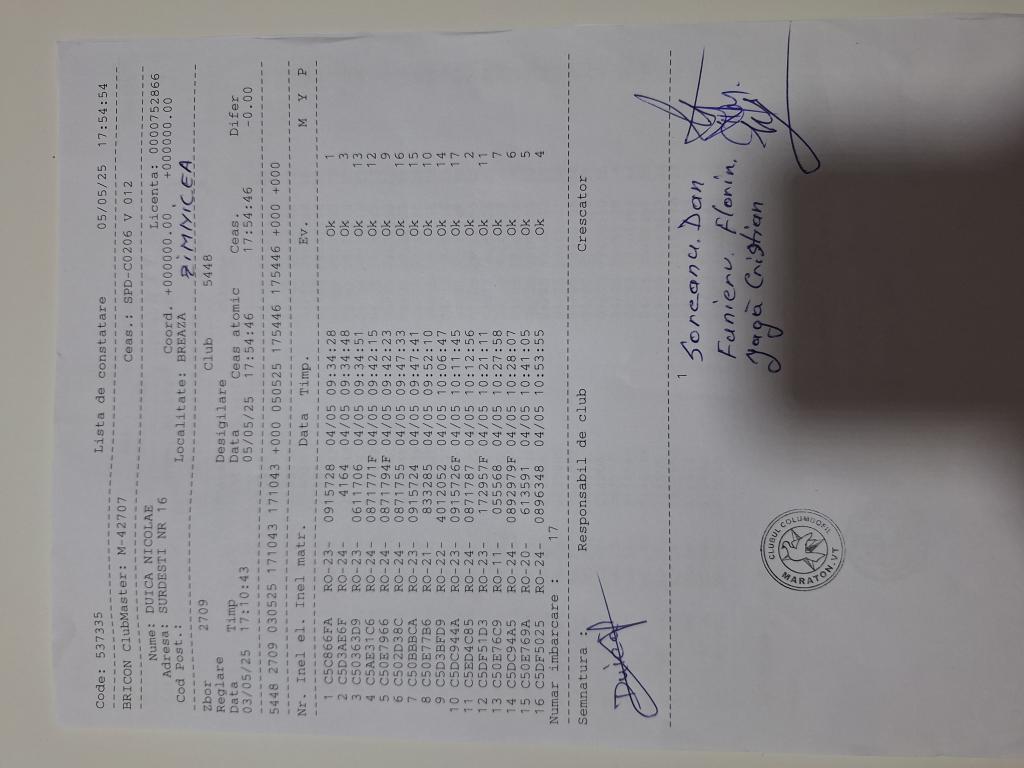 Code: 537335 Lista de constatare 05/05/25 17:54:54
BRICON ClubMaster: M-42707 Ceas.: SPD-C0206 V 012
Nume: DUICA NICOLAE Licenta: 0000752866
Adresa: SURDESTI NR 16 Coord. +000000.00 +000000.00
Cod Post.: Localitate: BREAZA ZIMNICEA
Zbor 2709 Club 5448
Reglare Desigilare
Data Timp Data Ceas atomic Ceas. Difer
03/05/25 17:10:43 05/05/25 17:54:46 17:54:46 -0.00
5448 2709 030525 171043 171043 +000 050525 175446 175446 +000 +000
Nr. Inel el. Inel matr. Data Timp. Ev. M Y P
1 C5C86EFA RO-23- 0915728 04/05 09:34:28 Ok 1
2 C5D3AE6F RO-24- 4164 04/05 09:34:48 Ok 3
3 C50363D9 RO-23- 0611706 04/05 09:34:51 Ok 13
4 C5AE31C6 RO-24- 0871771F 04/05 09:42:15 Ok 12
5 C50E7966 RO-24- 0871794F 04/05 09:42:23 Ok 9
6 C502D38C RO-24- 0871755 04/05 09:47:33 Ok 16
7 C50BBBCA RO-23- 0915724 04/05 09:47:41 Ok 15
8 C50E77B6 RO-21- 833285 04/05 09:52:10 Ok 10
9 C5D3BFD9 RO-22- 4012052 04/05 10:06:47 Ok 14
10 C5DC944A RO-23- 0915726F 04/05 10:11:45 Ok 17
11 C5ED4C85 RO-24- 0871787 04/05 10:12:56 Ok 2
12 C5DF51D3 RO-23- 172957F 04/05 10:21:11 Ok 11
13 C50E76C9 RO-11- 055568 04/05 10:27:58 Ok 7
14 C5DC94A5 RO-24- 0892979F 04/05 10:28:07 Ok 6
15 C50E769A RO-20- 613591 04/05 10:41:05 Ok 5
16 C5DF5025 RO-24- 0896348 04/05 10:53:55 Ok 4
Numar imbarcare : 17
Semnatura : Responsabil de club Crescator
1
Soreanu. Dan
Funieru. Florin.
Jagă Cristian
CLUBUL COLUMBOFIL
MARATON.VT